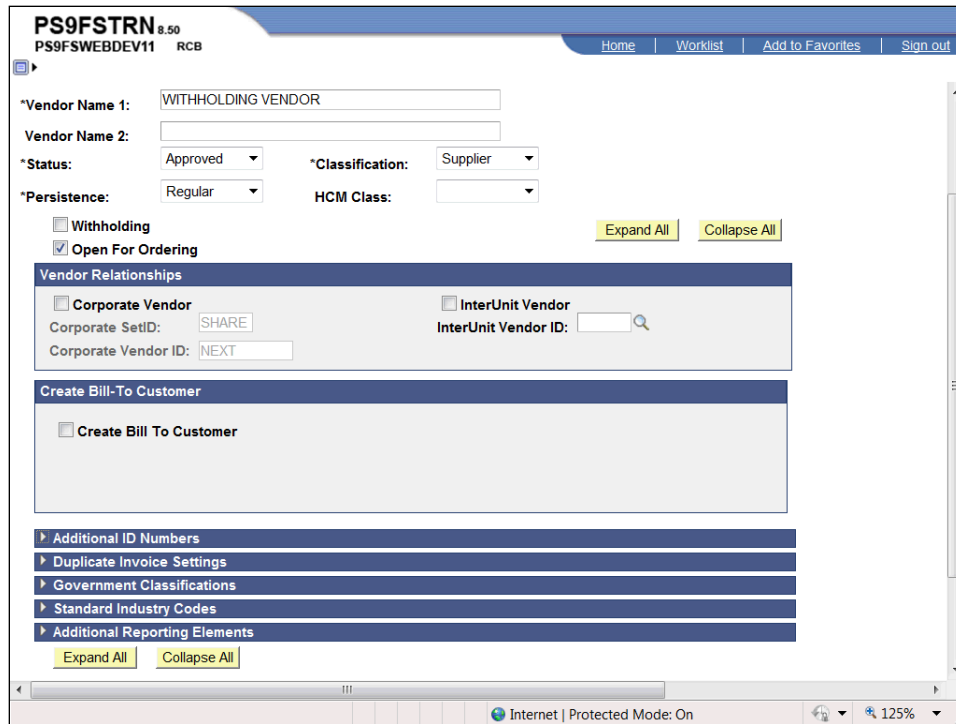 PS9FSTRN 8.50
PS9FSWEBDEV11 RCB
Home Worklist Add to Favorites Sign out
*Vendor Name 1: WITHHOLDING VENDOR
Vendor Name 2:
*Status: Approved *Classification: Supplier
*Persistence: Regular HCM Class:
Withholding
Expand All Collapse All
Open For Ordering
Vendor Relationships
Corporate Vendor InterUnit Vendor
Corporate SetID: SHARE InterUnit Vendor ID:
Corporate Vendor ID: NEXT
Create Bill-To Customer
Create Bill To Customer
Additional ID Numbers
Duplicate Invoice Settings
Government Classifications
Standard Industry Codes
Additional Reporting Elements
Expand All Collapse All
Internet | Protected Mode: On 125%